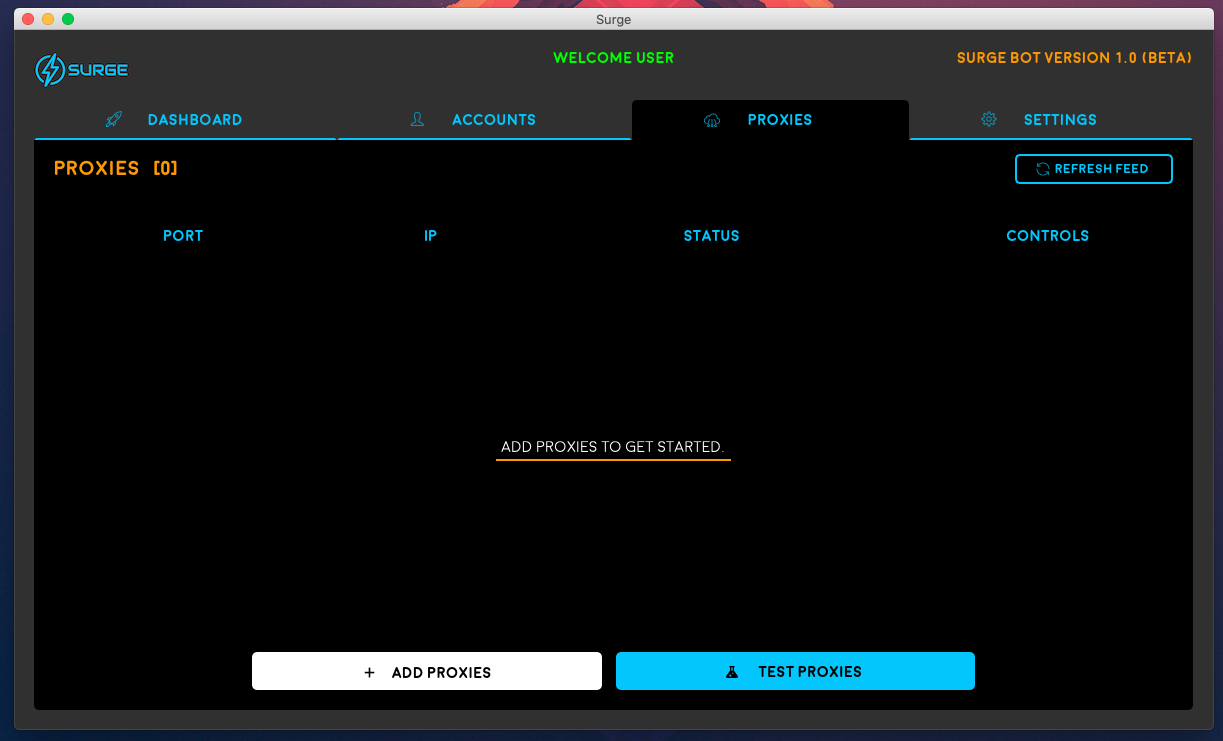 Surge
SURGE
WELCOME USER
SURGE BOT VERSION 1.0 (BETA)
DASHBOARD
ACCOUNTS
PROXIES
SETTINGS
PROXIES [0]
REFRESH FEED
PORT
IP
STATUS
CONTROLS
ADD PROXIES TO GET STARTED.
+ ADD PROXIES
TEST PROXIES